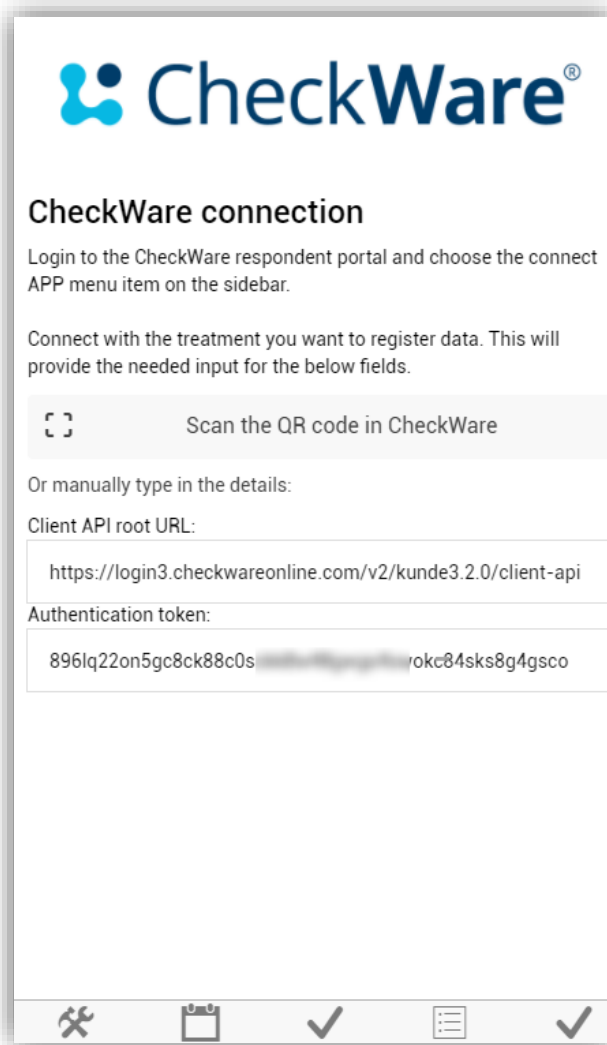 CheckWare®
CheckWare connection
Login to the CheckWare respondent portal and choose the connect
APP menu item on the sidebar.
Connect with the treatment you want to register data. This will
provide the needed input for the below fields.
Scan the QR code in CheckWare
Or manually type in the details:
Client API root URL:
https://login3.checkwareonline.com/v2/kunde3.2.0/client-api
Authentication token: